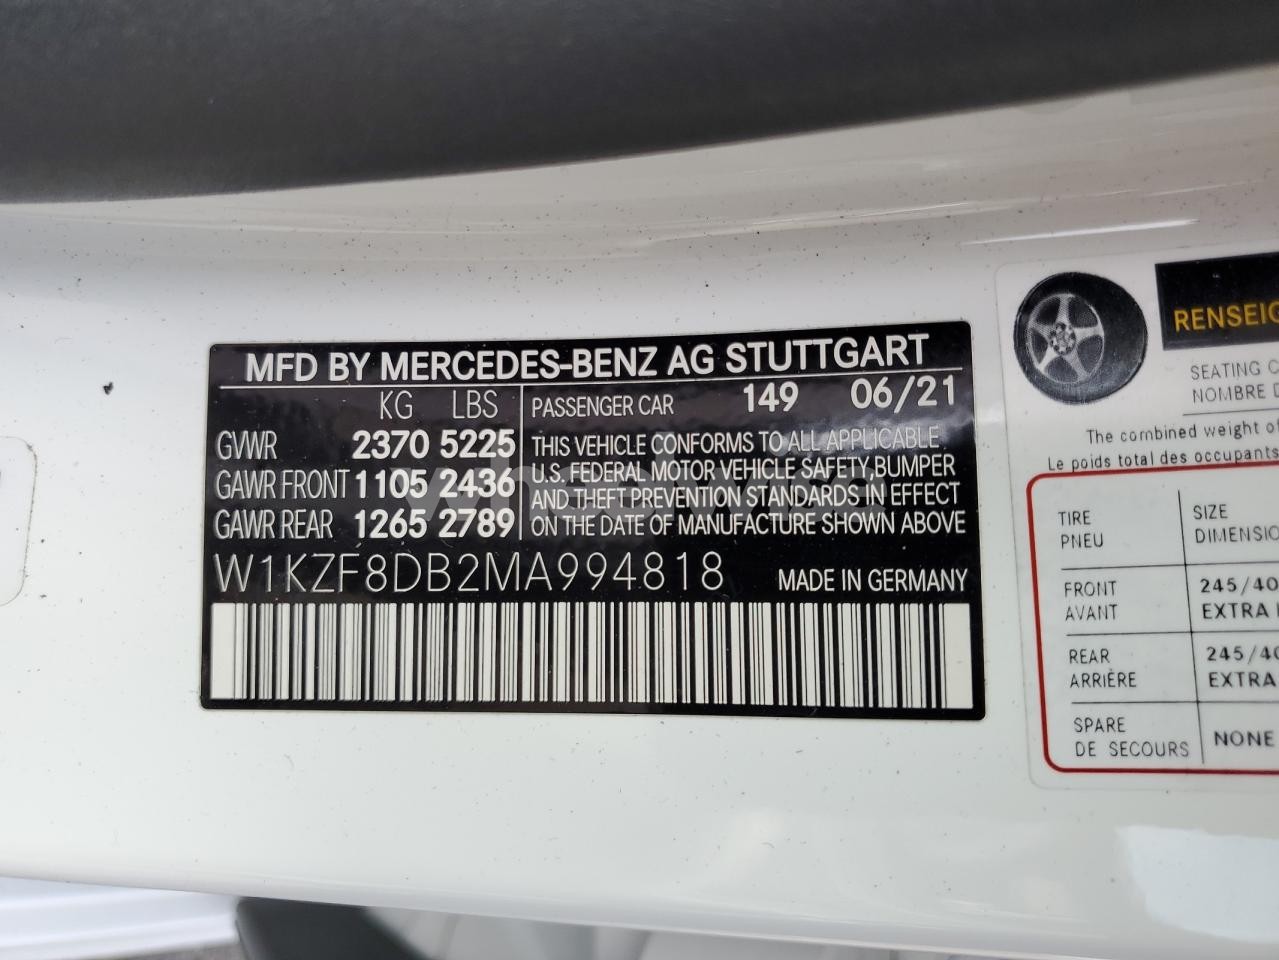 MFD BY MERCEDES-BENZ AG STUTTGART
KG LBS
GVWR 2370 5225
GAWR FRONT 1105 2436
GAWR REAR 1265 2789
PASSENGER CAR 149 06/21
THIS VEHICLE CONFORMS TO ALL APPLICABLE
U.S. FEDERAL MOTOR VEHICLE SAFETY, BUMPER
AND THEFT PREVENTION STANDARDS IN EFFECT
ON THE DATE OF MANUFACTURE SHOWN ABOVE
W1KZF8DB2MA994818 MADE IN GERMANY
SEATING
NOMBRE
The combined weight of
Le poids total des occupants
TIRE SIZE
PNEU
FRONT 245/40
AVANT EXTRA
REAR 245/40
ARRIÈRE EXTRA
SPARE
DE SECOURS NONE